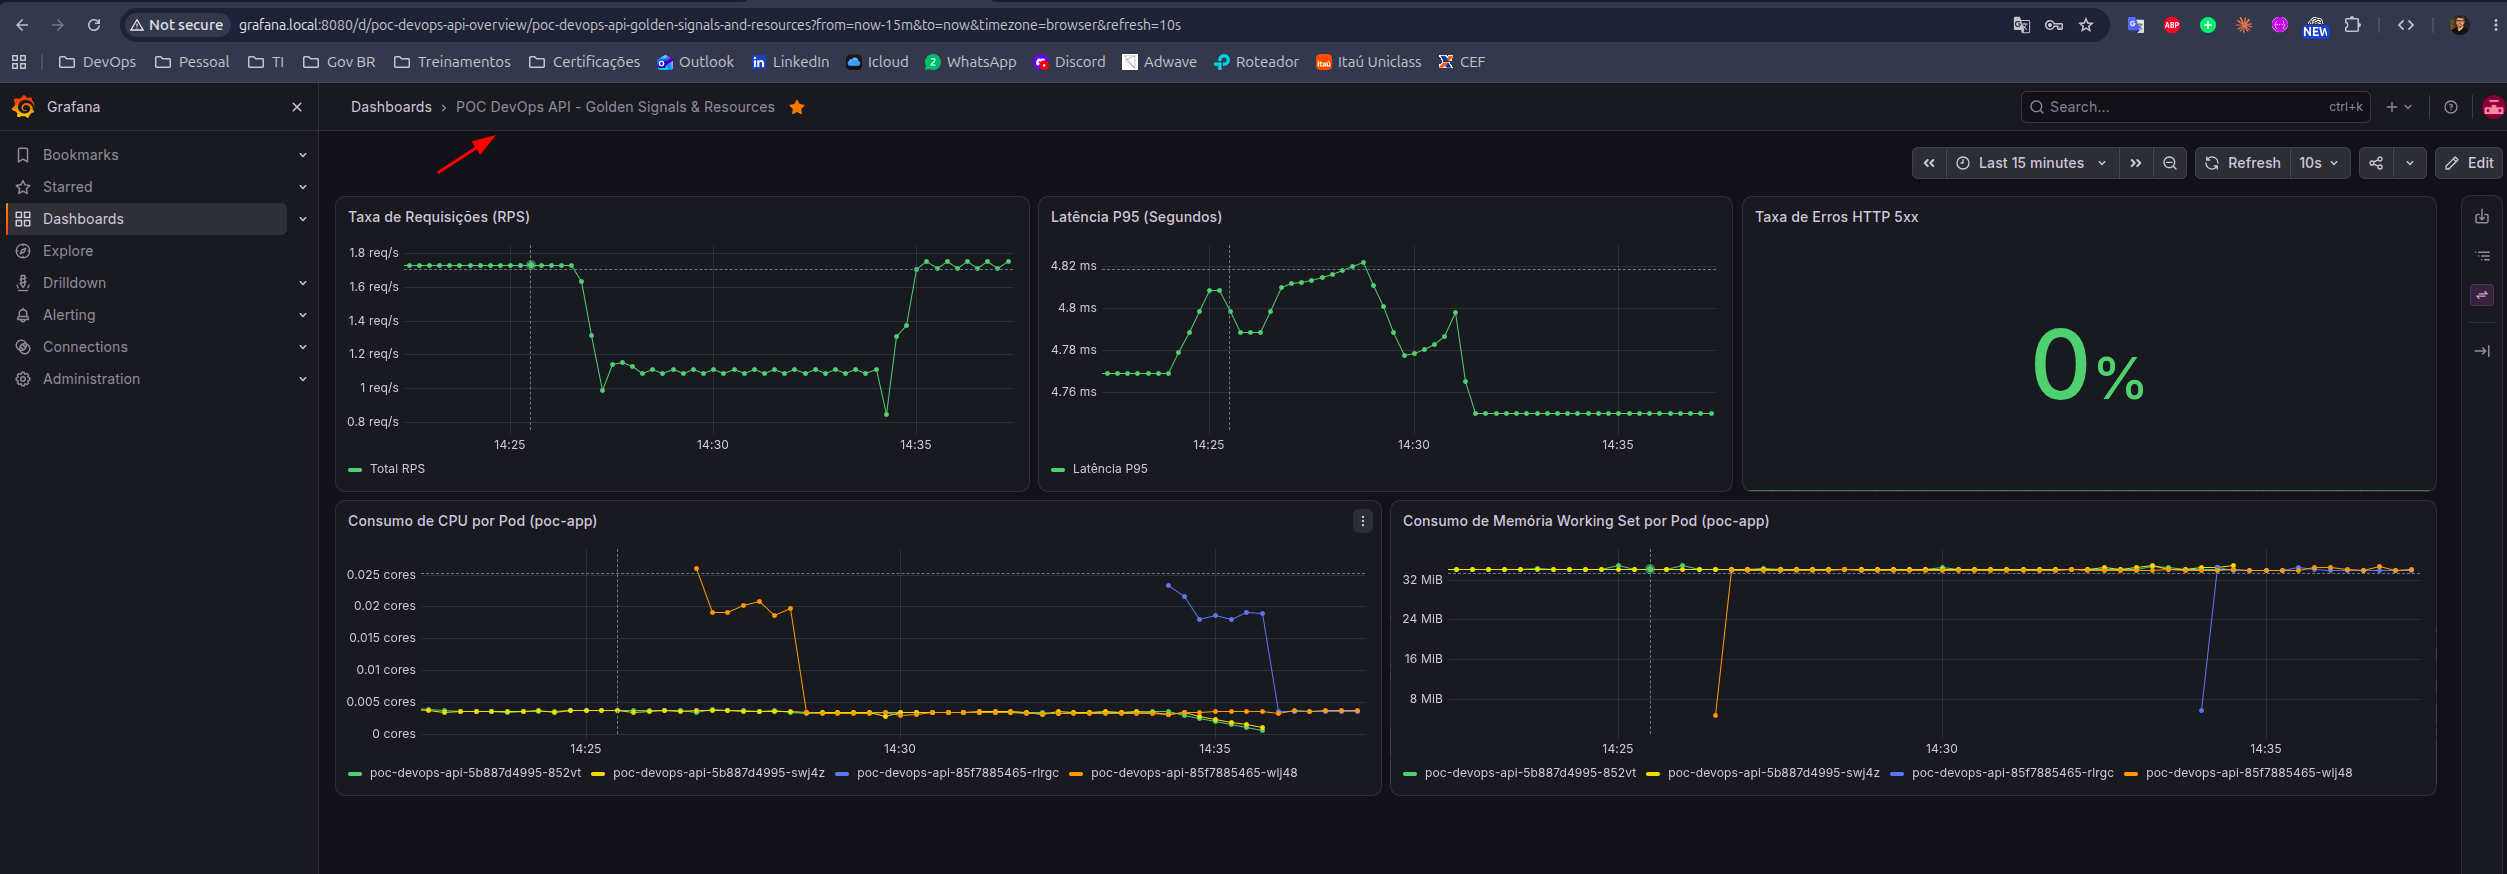 Not secure
grafana.local:8080/d/poc-devops-api-overview/poc-devops-api-golden-signals-and-resources?from=now-15m&to=now&timezone=browser&refresh=10s
ABP
NEW
DevOps
Pessoal
TI
Gov BR
Treinamentos
Certificações
Outlook
LinkedIn
Icloud
2
WhatsApp
Discord
Adwave
Roteador
Itaú Uniclass
CEF
Grafana
Dashboards › POC DevOps API - Golden Signals & Resources
Search...
ctrl+k
Bookmarks
Starred
Dashboards
Explore
Drilldown
Alerting
Connections
Administration
Last 15 minutes
Refresh
10s
Edit
Taxa de Requisições (RPS)
1.8 req/s
1.6 req/s
1.4 req/s
1.2 req/s
1 req/s
0.8 req/s
14:25
14:30
14:35
Total RPS
Latência P95 (Segundos)
4.82 ms
4.8 ms
4.78 ms
4.76 ms
14:25
14:30
14:35
Latência P95
Taxa de Erros HTTP 5xx
0%
Consumo de CPU por Pod (poc-app)
0.025 cores
0.02 cores
0.015 cores
0.01 cores
0.005 cores
0 cores
14:25
14:30
14:35
poc-devops-api-5b887d4995-852vt
poc-devops-api-5b887d4995-swj4z
poc-devops-api-85f7885465-rlrgc
poc-devops-api-85f7885465-wlj48
Consumo de Memória Working Set por Pod (poc-app)
32 MiB
24 MiB
16 MiB
8 MiB
14:25
14:30
14:35
poc-devops-api-5b887d4995-852vt
poc-devops-api-5b887d4995-swj4z
poc-devops-api-85f7885465-rlrgc
poc-devops-api-85f7885465-wlj48